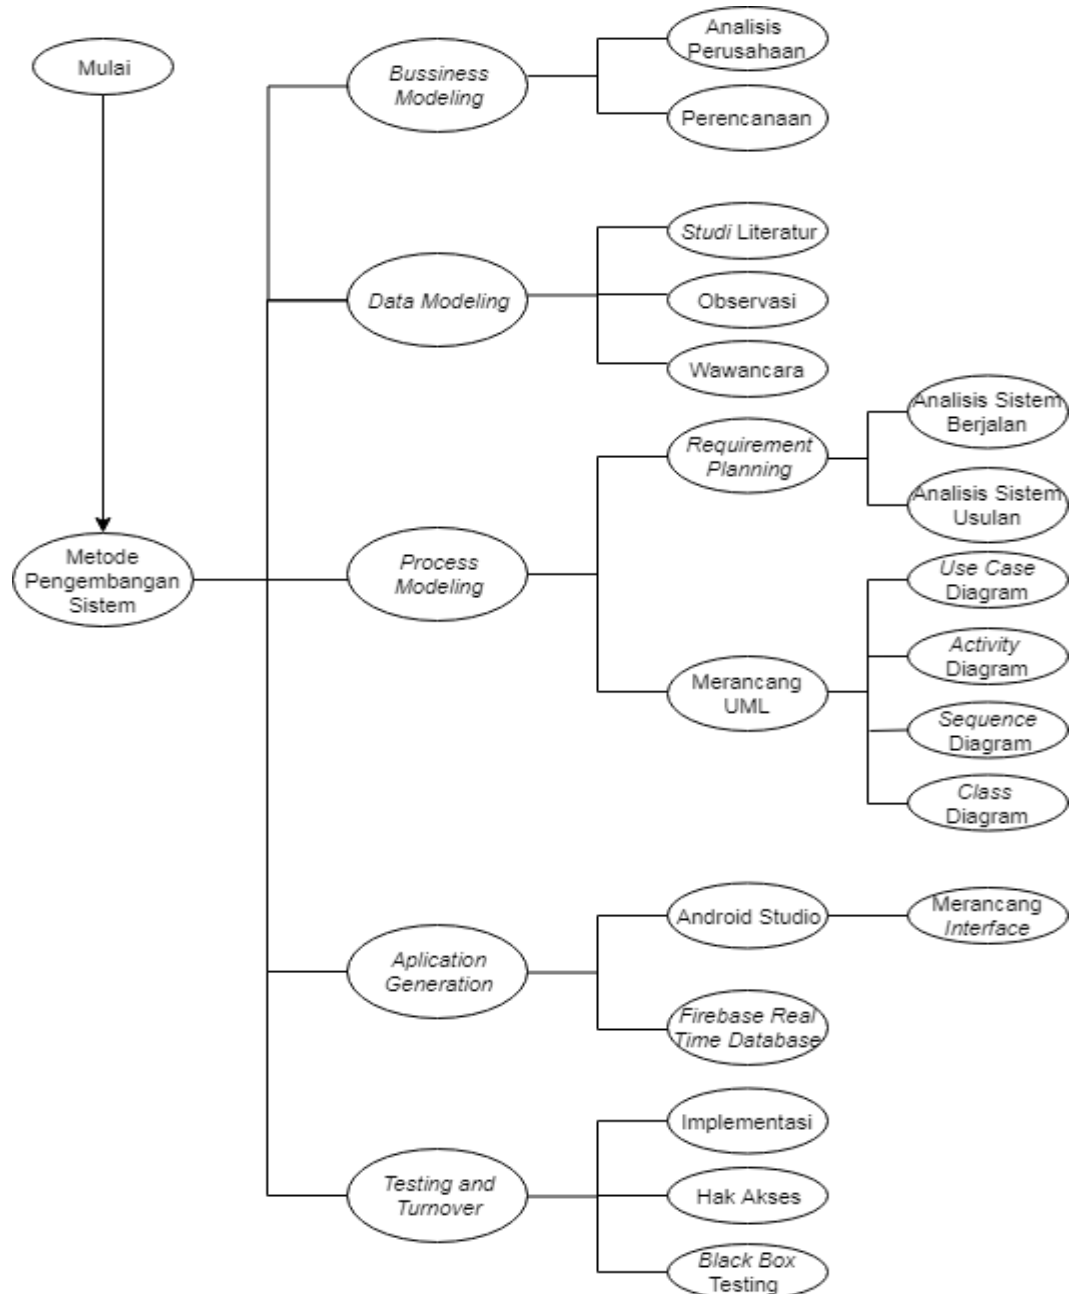 Mulai
Metode
Pengembangan
Sistem
Bussiness
Modeling
Analisis
Perusahaan
Perencanaan
Data Modeling
Studi Literatur
Observasi
Wawancara
Process
Modeling
Requirement
Planning
Analisis Sistem
Berjalan
Analisis Sistem
Usulan
Merancang
UML
Use Case
Diagram
Activity
Diagram
Sequence
Diagram
Class
Diagram
Aplication
Generation
Android Studio
Merancang
Interface
Firebase Real
Time Database
Testing and
Turnover
Implementasi
Hak Akses
Black Box
Testing